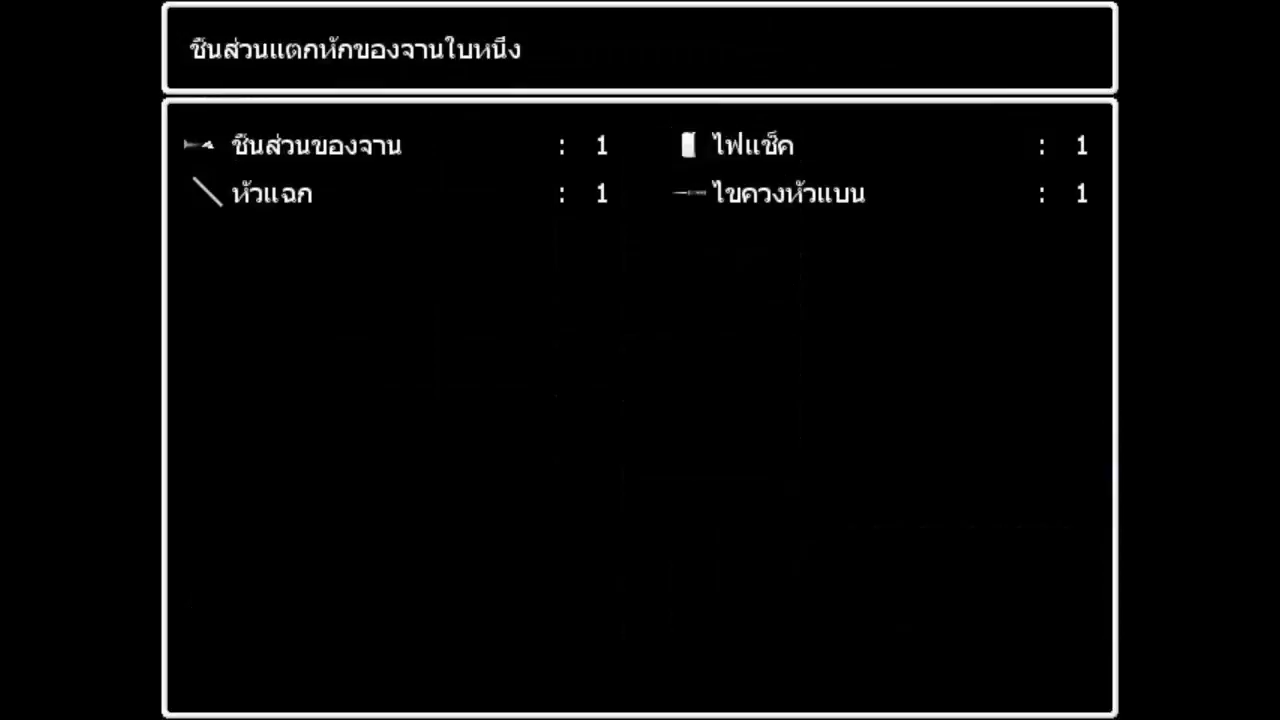 ชิ้นส่วนแตกหักของจานใบหนึ่ง
ชิ้นส่วนของจาน : 1 ไฟแช็ค : 1
หัวแฉก : 1 ไขควงหัวแบน : 1